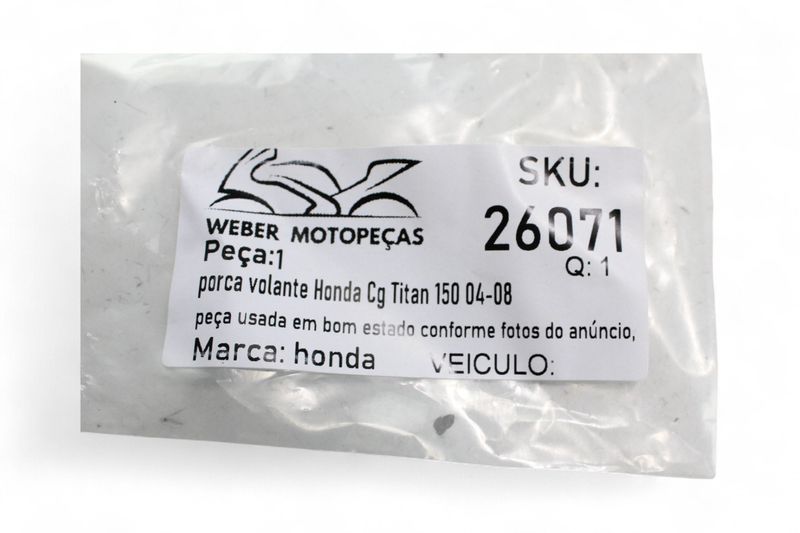 WEBER MOTOPEÇAS
SKU:
26071
Peça:1
Q: 1
porca volante Honda Cg Titan 150 04-08
peça usada em bom estado conforme fotos do anúncio,
Marca: honda VEICULO: